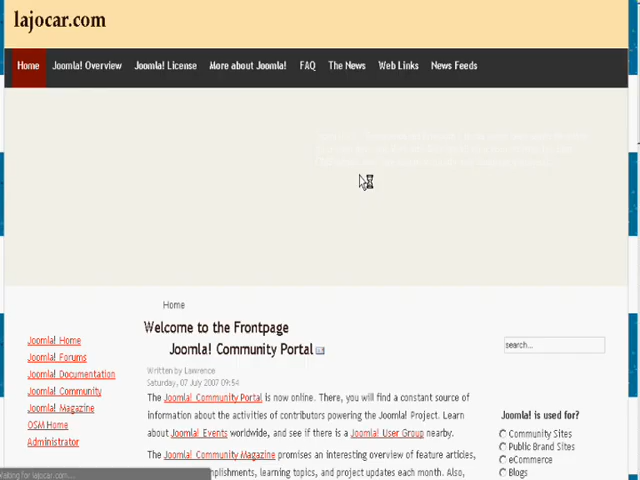 lajocar.com
Home Joomla! Overview Joomla! License More about Joomla! FAQ The News Web Links News Feeds
Home
Welcome to the Frontpage
Joomla! Community Portal
Written by Lawrence
Saturday, 07 July 2007 09:54
The Joomla! Community Portal is now online. There, you will find a constant source of
information about the activities of contributors powering the Joomla! Project. Learn
about Joomla! Events worldwide, and see if there is a Joomla! User Group nearby.
The Joomla! Community Magazine promises an interesting overview of feature articles,
learning topics, and project updates each month. Also,
Joomla! Home
Joomla! Forums
Joomla! Documentation
Joomla! Community
Joomla! Magazine
OSM Home
Administrator
search...
Joomla! is used for?
Community Sites
Public Brand Sites
eCommerce
Blogs
Waiting for lajocar.com...